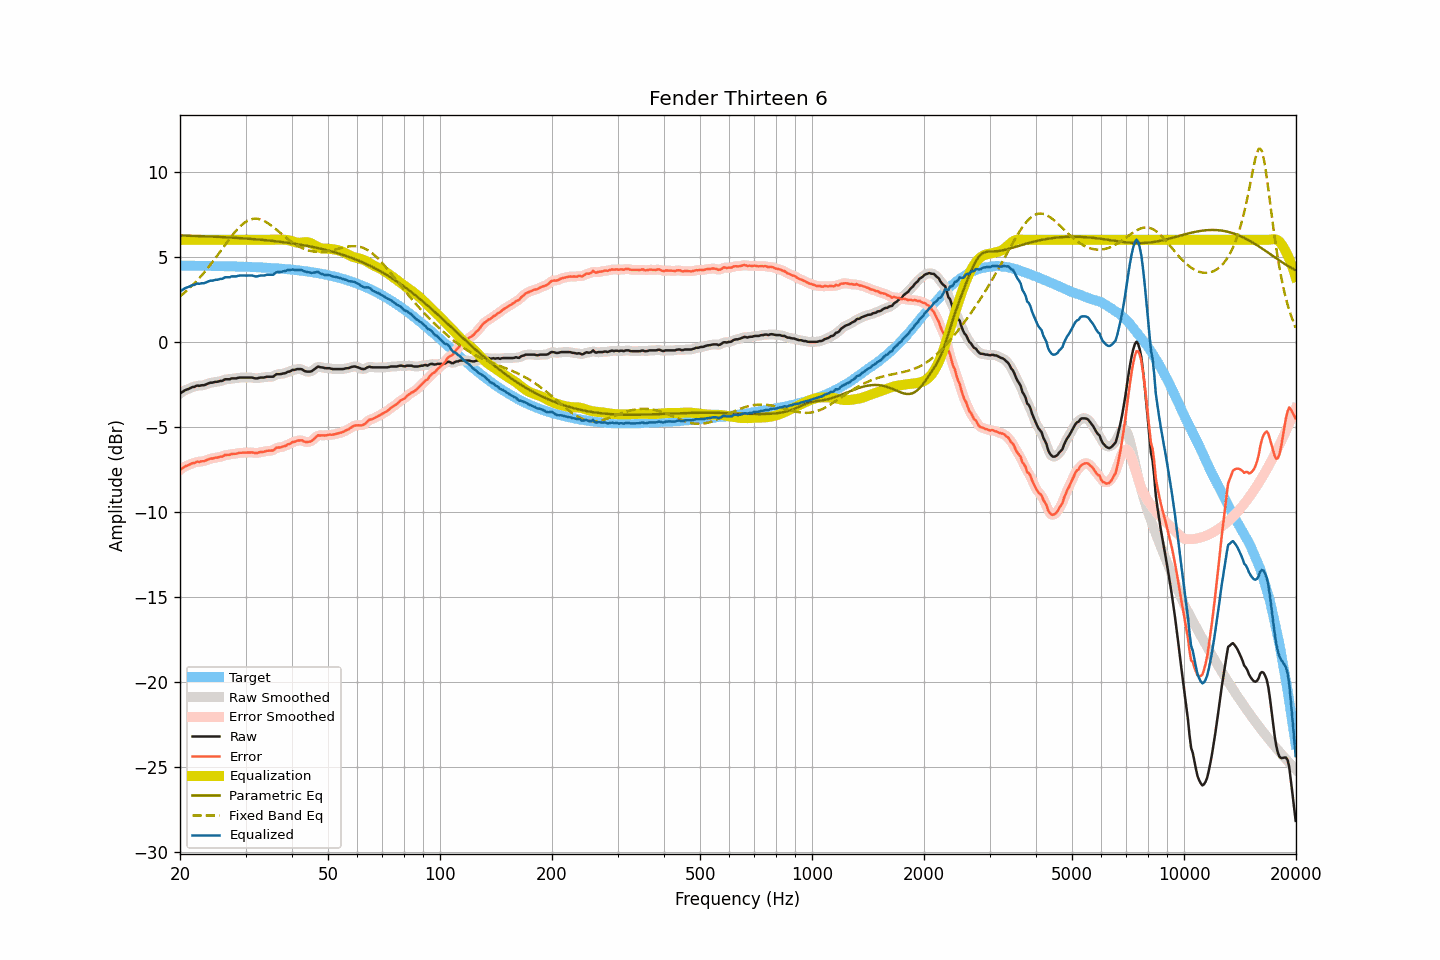 Fender Thirteen 6
10
5
0
−5
−10
−15
−20
−25
−30
Amplitude (dBr)
Target
Raw Smoothed
Error Smoothed
Raw
Error
Equalization
Parametric Eq
Fixed Band Eq
Equalized
20 50 100 200 500 1000 2000 5000 10000 20000
Frequency (Hz)